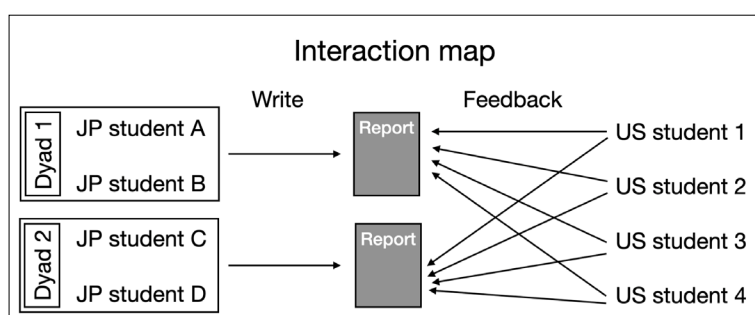 Interaction map
Write
Feedback
Dyad 1
JP student A
JP student B
Report
US student 1
US student 2
Dyad 2
JP student C
JP student D
Report
US student 3
US student 4